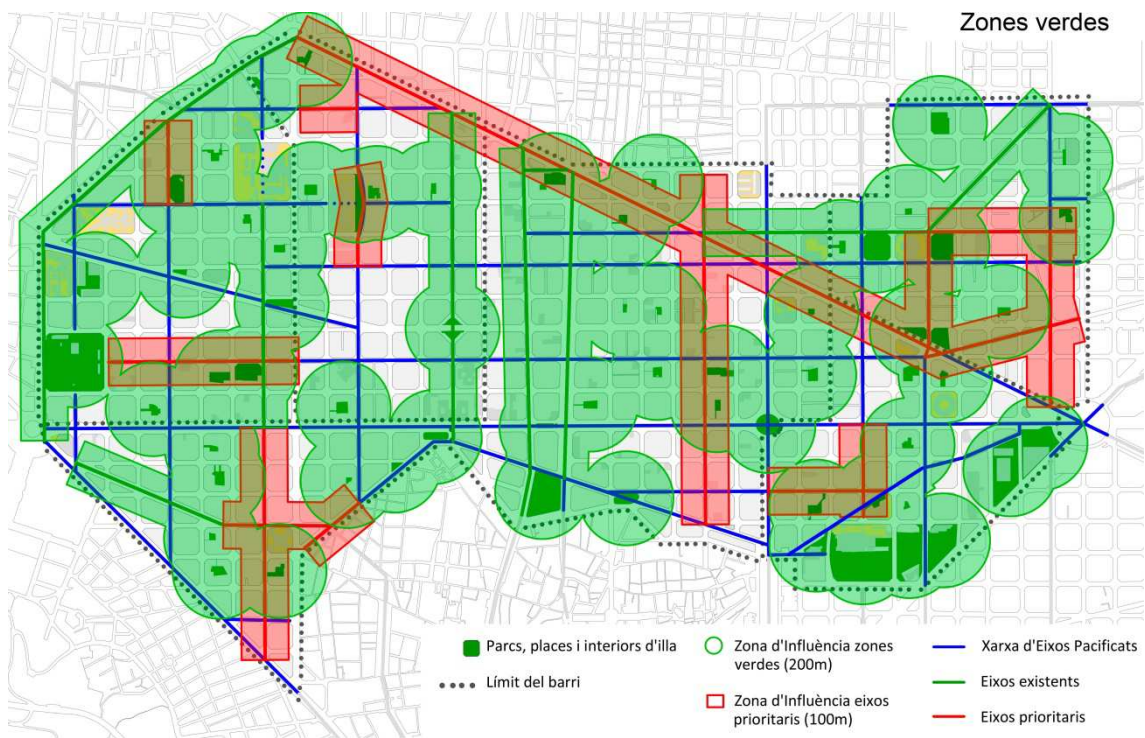 Zones verdes
Parcs, places i interiors d'illa
Límit del barri
Zona d'Influència zones
verdes (200m)
Zona d'Influència eixos
prioritaris (100m)
Xarxa d'Eixos Pacificats
Eixos existents
Eixos prioritaris